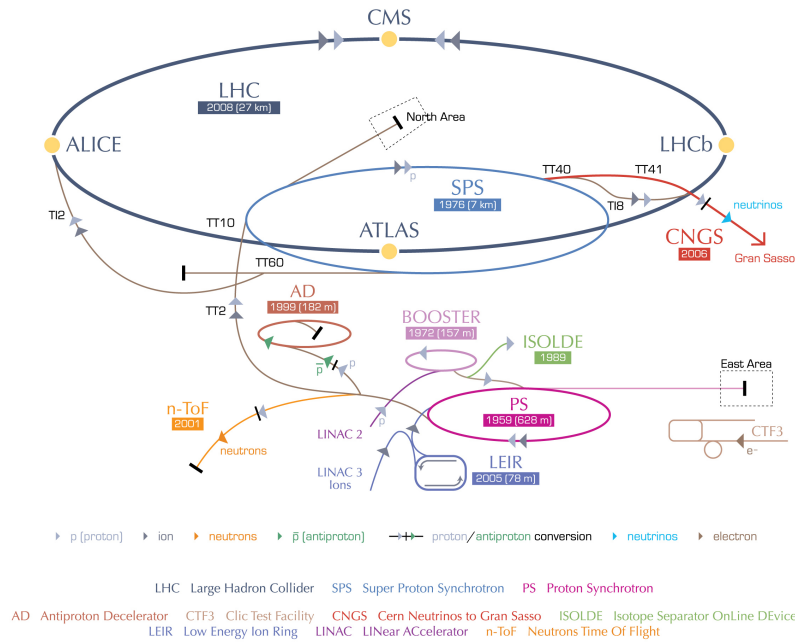 CMS
LHC
2008 (27 km)
North Area
ALICE
LHCb
TT40
TT41
p
SPS
1976 (7 km)
TI2
TI8
neutrinos
TT10
ATLAS
CNGS
2006
Gran Sasso
TT60
AD
1999 (182 m)
TT2
BOOSTER
1972 (157 m)
ISOLDE
1989
p̅
p
East Area
n-ToF
2001
PS
1959 (628 m)
p
LINAC 2
neutrons
CTF3
e⁻
LINAC 3
Ions
LEIR
2005 (78 m)
p (proton)
ion
neutrons
p̅ (antiproton)
proton/antiproton conversion
neutrinos
electron
LHC Large Hadron Collider SPS Super Proton Synchrotron PS Proton Synchrotron
AD Antiproton Decelerator CTF3 Clic Test Facility CNGS Cern Neutrinos to Gran Sasso ISOLDE Isotope Separator OnLine DEvice
LEIR Low Energy Ion Ring LINAC LINear ACcelerator n-ToF Neutrons Time Of Flight